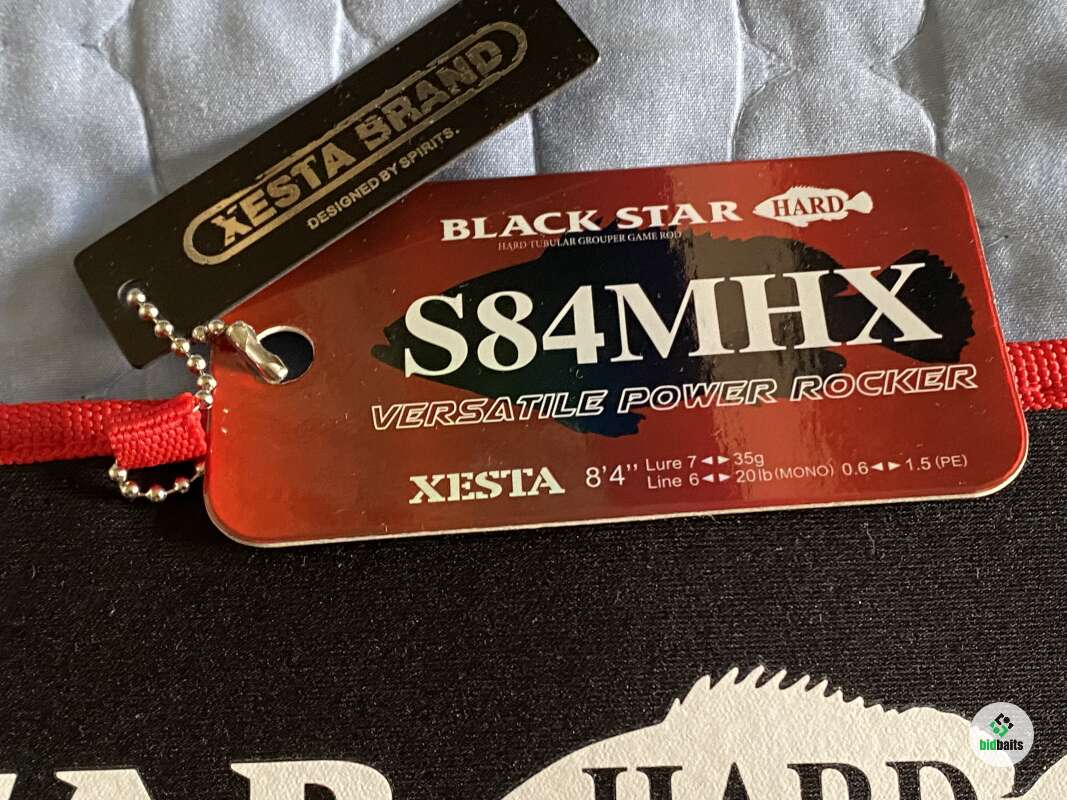 XESTA BRAND
DESIGNED BY SPIRITS.
BLACK STAR HARD
HARD TUBULAR GROUPER GAME ROD
S84MHX
VERSATILE POWER ROCKER
XESTA 8'4" Lure 7◄►35g
Line 6◄►20lb(MONO) 0.6◄►1.5(PE)
HARD
bidbaits